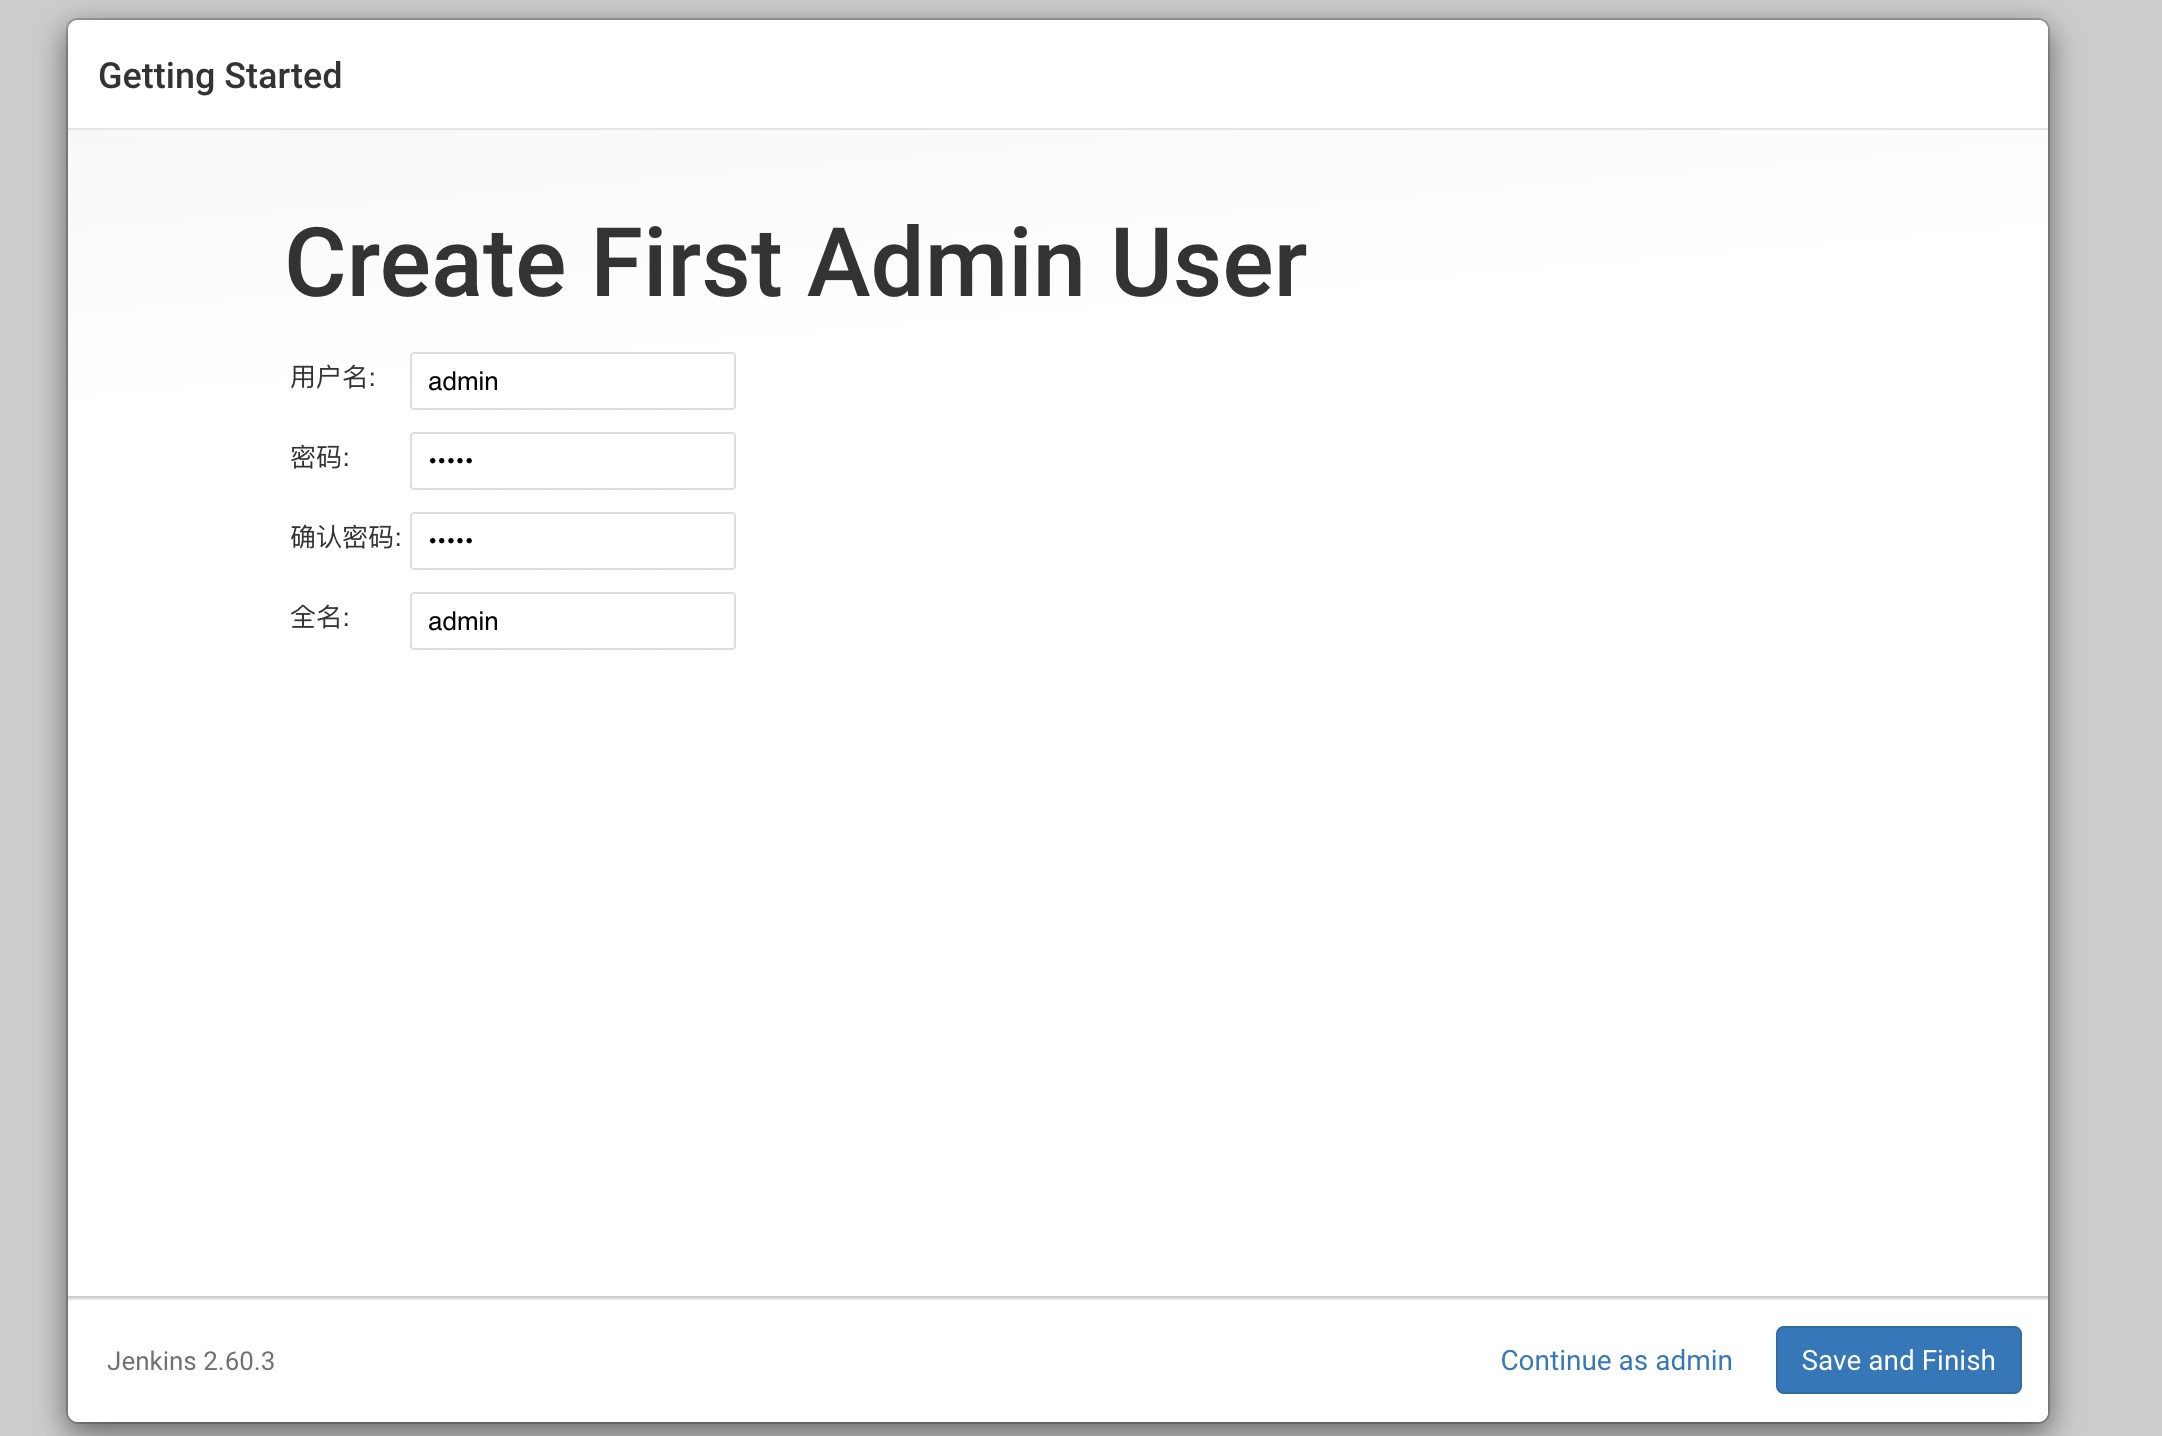 Getting Started
Create First Admin User
用户名: admin
密码: •••••
确认密码: •••••
全名: admin
Jenkins 2.60.3 Continue as admin Save and Finish